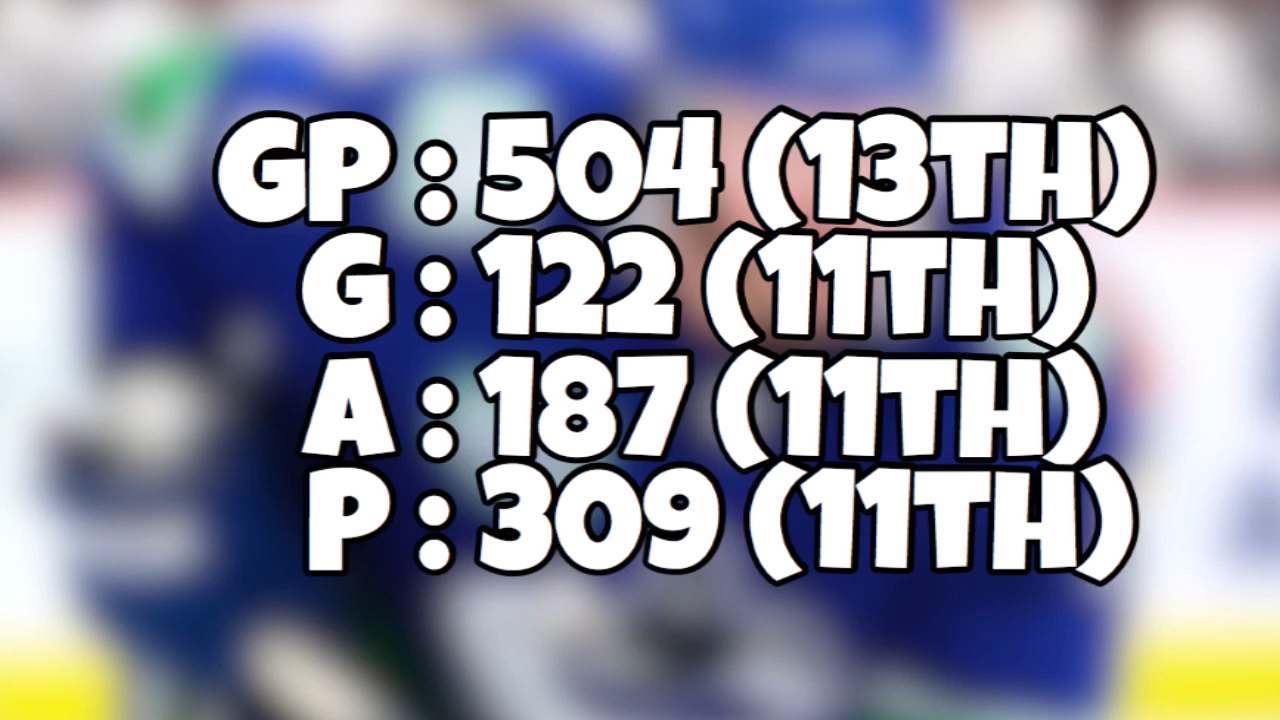 GP : 504 (13TH)
G : 122 (11TH)
A : 187 (11TH)
P : 309 (11TH)